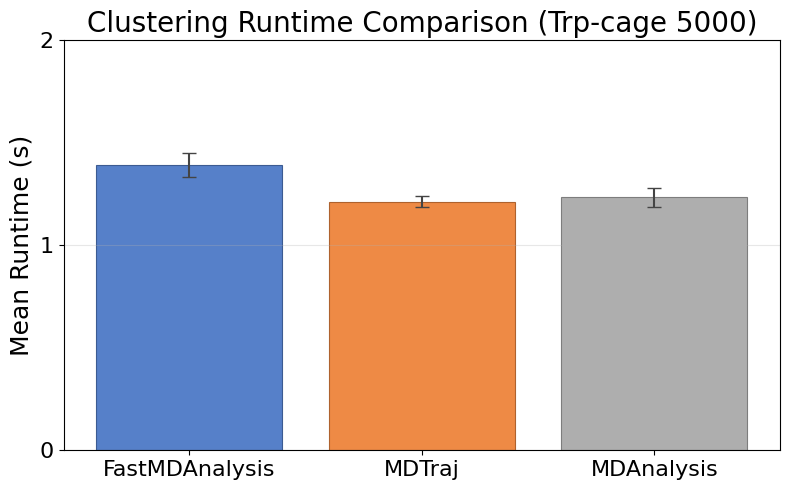 Clustering Runtime Comparison (Trp-cage 5000)
2
1
0
Mean Runtime (s)
FastMDAnalysis
MDTraj
MDAnalysis